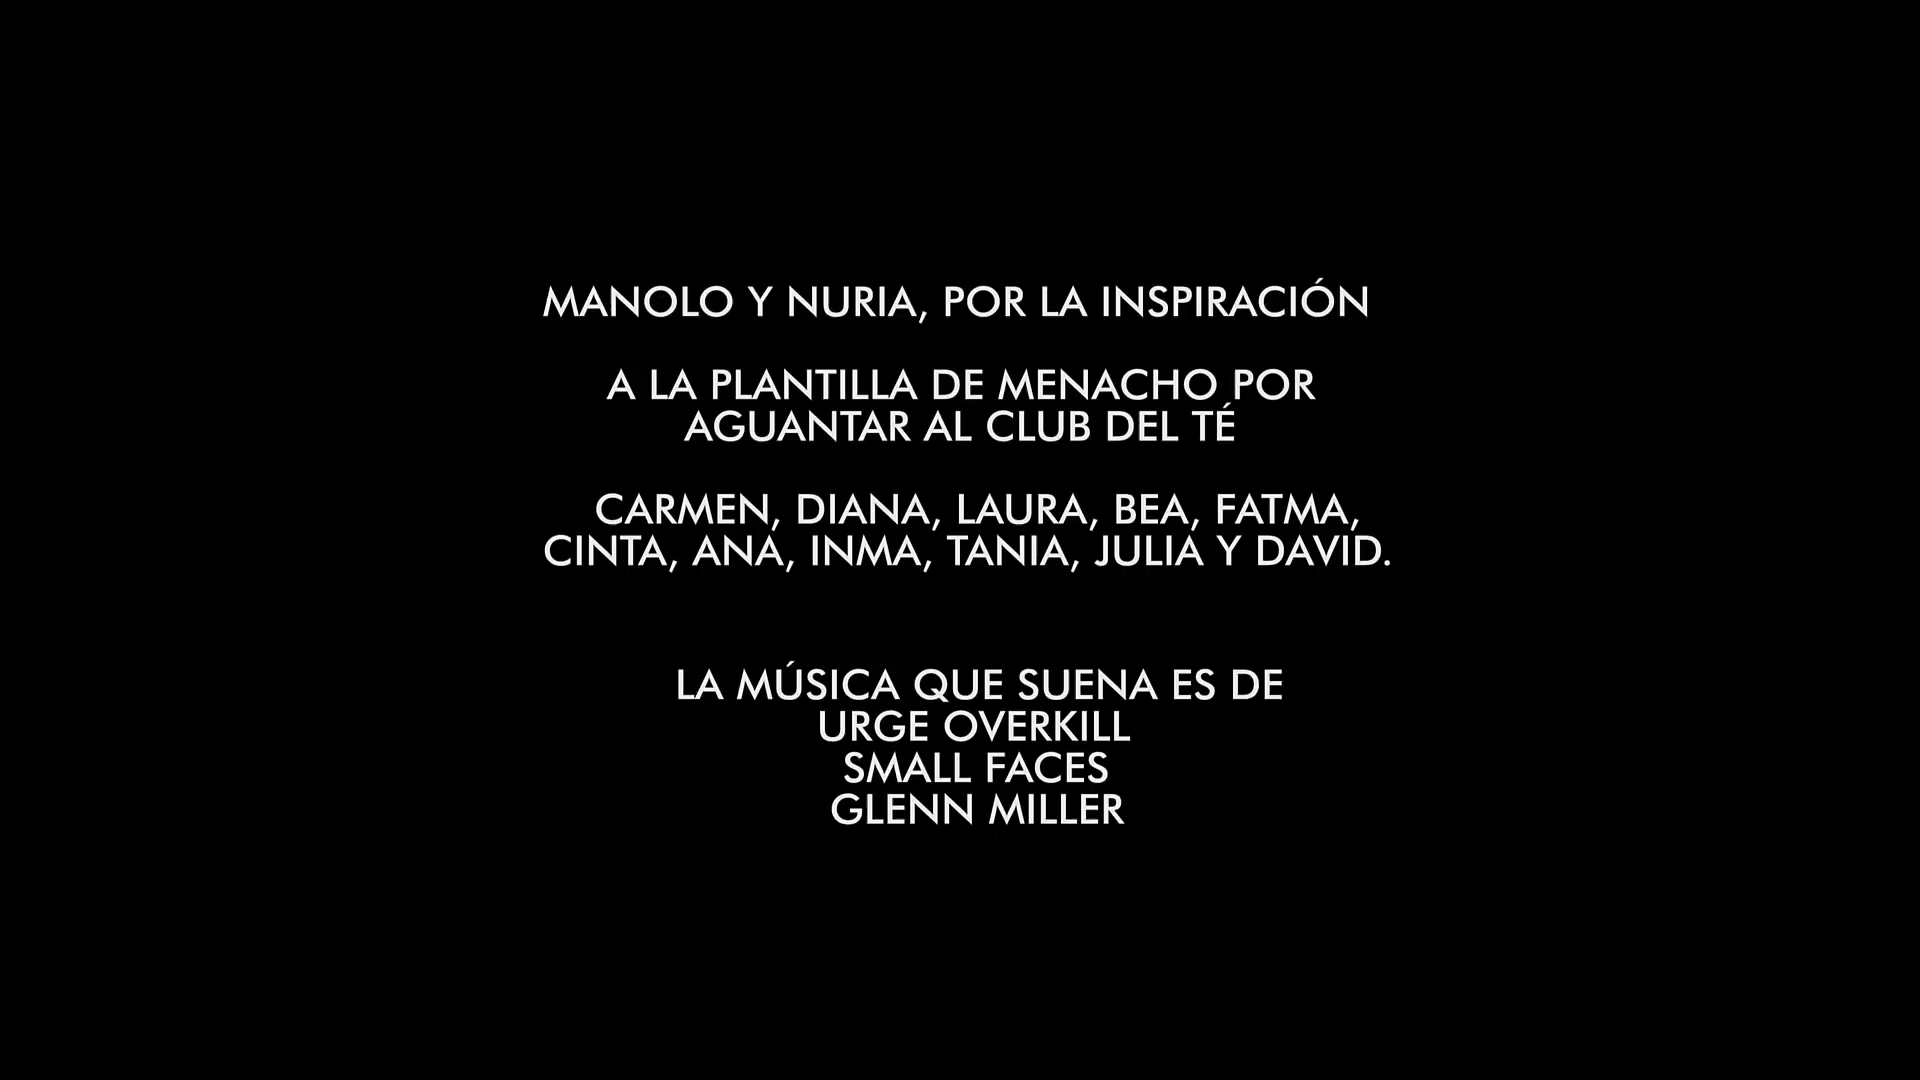 MANOLO Y NURIA, POR LA INSPIRACIÓN
A LA PLANTILLA DE MENACHO POR
AGUANTAR AL CLUB DEL TÉ
CARMEN, DIANA, LAURA, BEA, FATMA,
CINTA, ANA, INMA, TANIA, JULIA Y DAVID.
LA MÚSICA QUE SUENA ES DE
URGE OVERKILL
SMALL FACES
GLENN MILLER